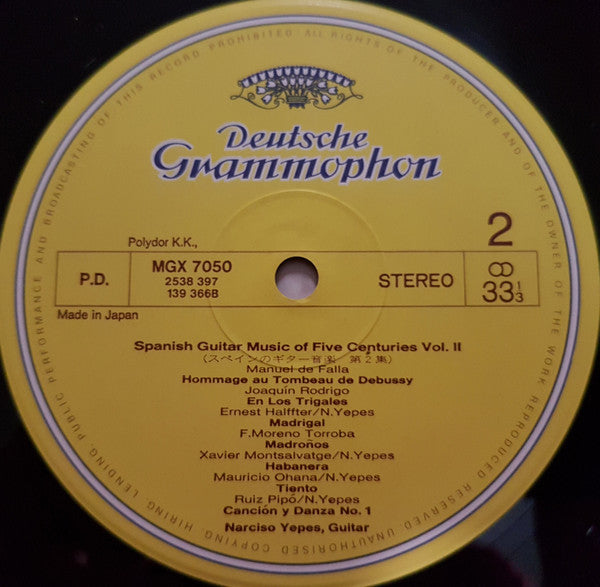 Deutsche
Grammophon
Polydor K.K.,
2
P.D.
MGX 7050
2538 397
139 366B
STEREO
33 1/3
Made in Japan
Spanish Guitar Music of Five Centuries Vol. II
(スペインのギター音楽 第2集)
Manuel de Falla
Hommage au Tombeau de Debussy
Joaquín Rodrigo
En Los Trigales
Ernest Halffter/N.Yepes
Madrigal
F.Moreno Torroba
Madroños
Xavier Montsalvatge/N.Yepes
Habanera
Mauricio Ohana/N.Yepes
Tiento
Ruiz Pipó/N.Yepes
Canción y Danza No. 1
Narciso Yepes, Guitar
ALL RIGHTS OF THE PRODUCER AND OF THE OWNER OF THE WORK REPRODUCED RESERVED. UNAUTHORISED COPYING, HIRING, LENDING, PUBLIC PERFORMANCE AND BROADCASTING OF THIS RECORD PROHIBITED